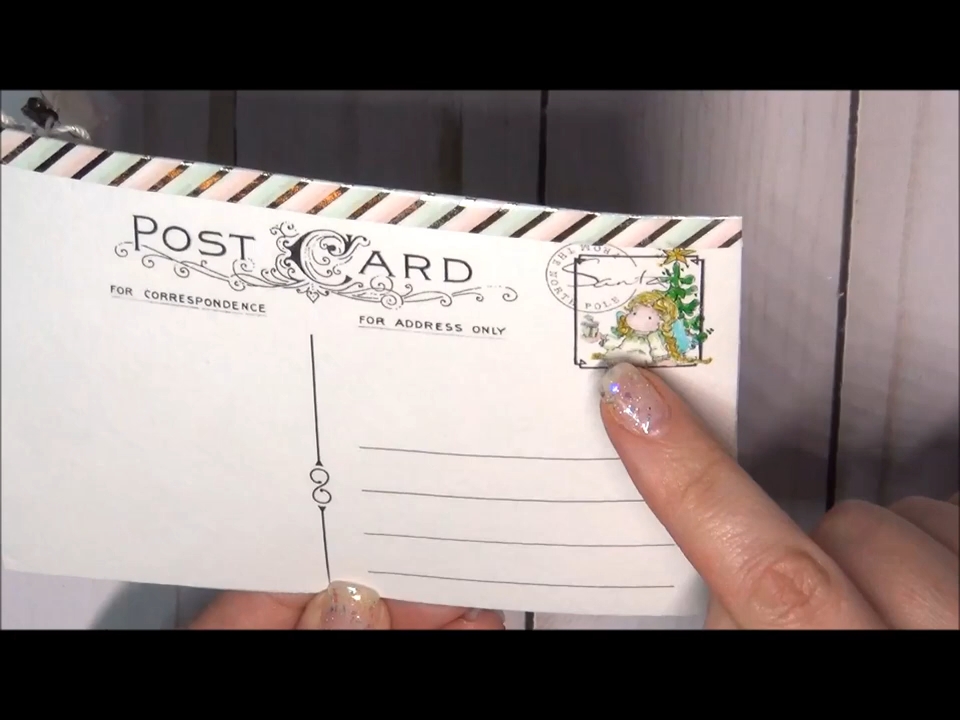 POST CARD
FOR CORRESPONDENCE
FOR ADDRESS ONLY
FROM THE NORTH POLE
Santa